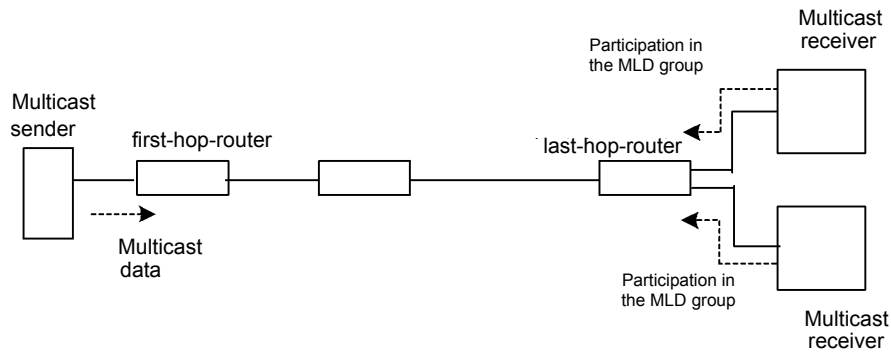 Multicast
receiver
Participation in
the MLD group
Multicast
sender
first-hop-router
last-hop-router
Multicast
data
Participation in
the MLD group
Multicast
receiver